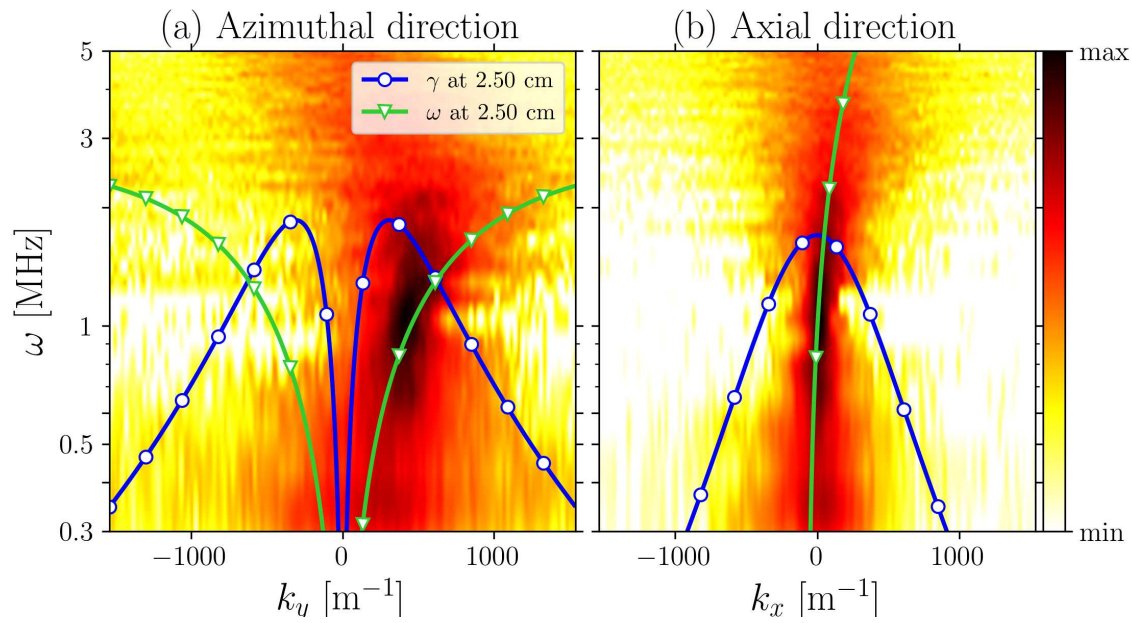 (a) Azimuthal direction
(b) Axial direction
γ at 2.50 cm
ω at 2.50 cm
5
3
1
0.5
0.3
ω [MHz]
−1000 0 1000
−1000 0 1000
k_y [m⁻¹]
k_x [m⁻¹]
max
min